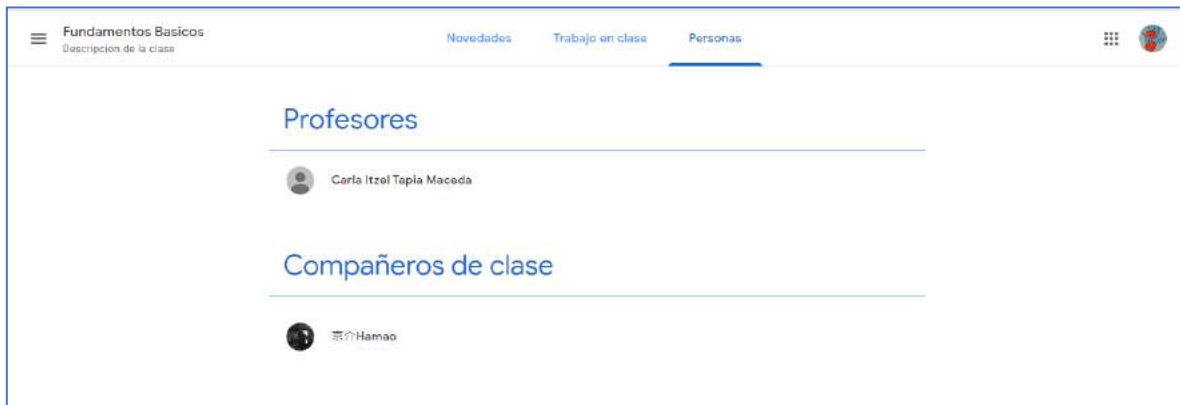 Fundamentos Basicos
Descripcion de la clase
Novedades
Trabajo en clase
Personas
Profesores
Carla Itzel Tapia Maceda
Compañeros de clase
京介Hamao